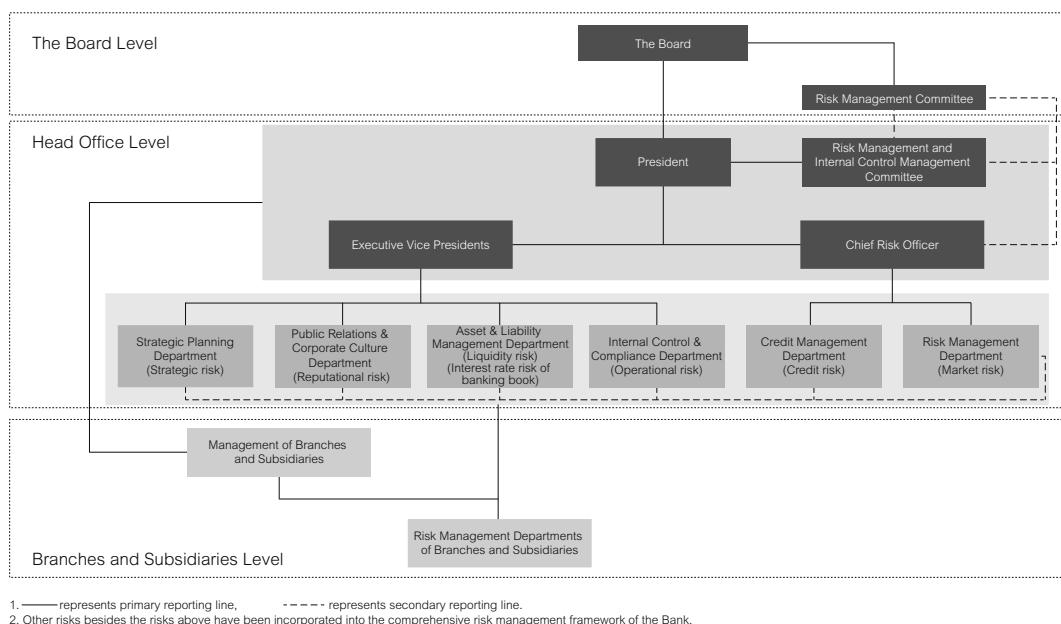 The Board Level
The Board
Risk Management Committee
Head Office Level
President
Risk Management and
Internal Control Management
Committee
Executive Vice Presidents
Chief Risk Officer
Strategic Planning
Department
(Strategic risk)
Public Relations &
Corporate Culture
Department
(Reputational risk)
Asset & Liability
Management Department
(Liquidity risk)
(Interest rate risk of
banking book)
Internal Control &
Compliance Department
(Operational risk)
Credit Management
Department
(Credit risk)
Risk Management
Department
(Market risk)
Management of Branches
and Subsidiaries
Risk Management Departments
of Branches and Subsidiaries
Branches and Subsidiaries Level
1. represents primary reporting line, represents secondary reporting line.
2. Other risks besides the risks above have been incorporated into the comprehensive risk management framework of the Bank.